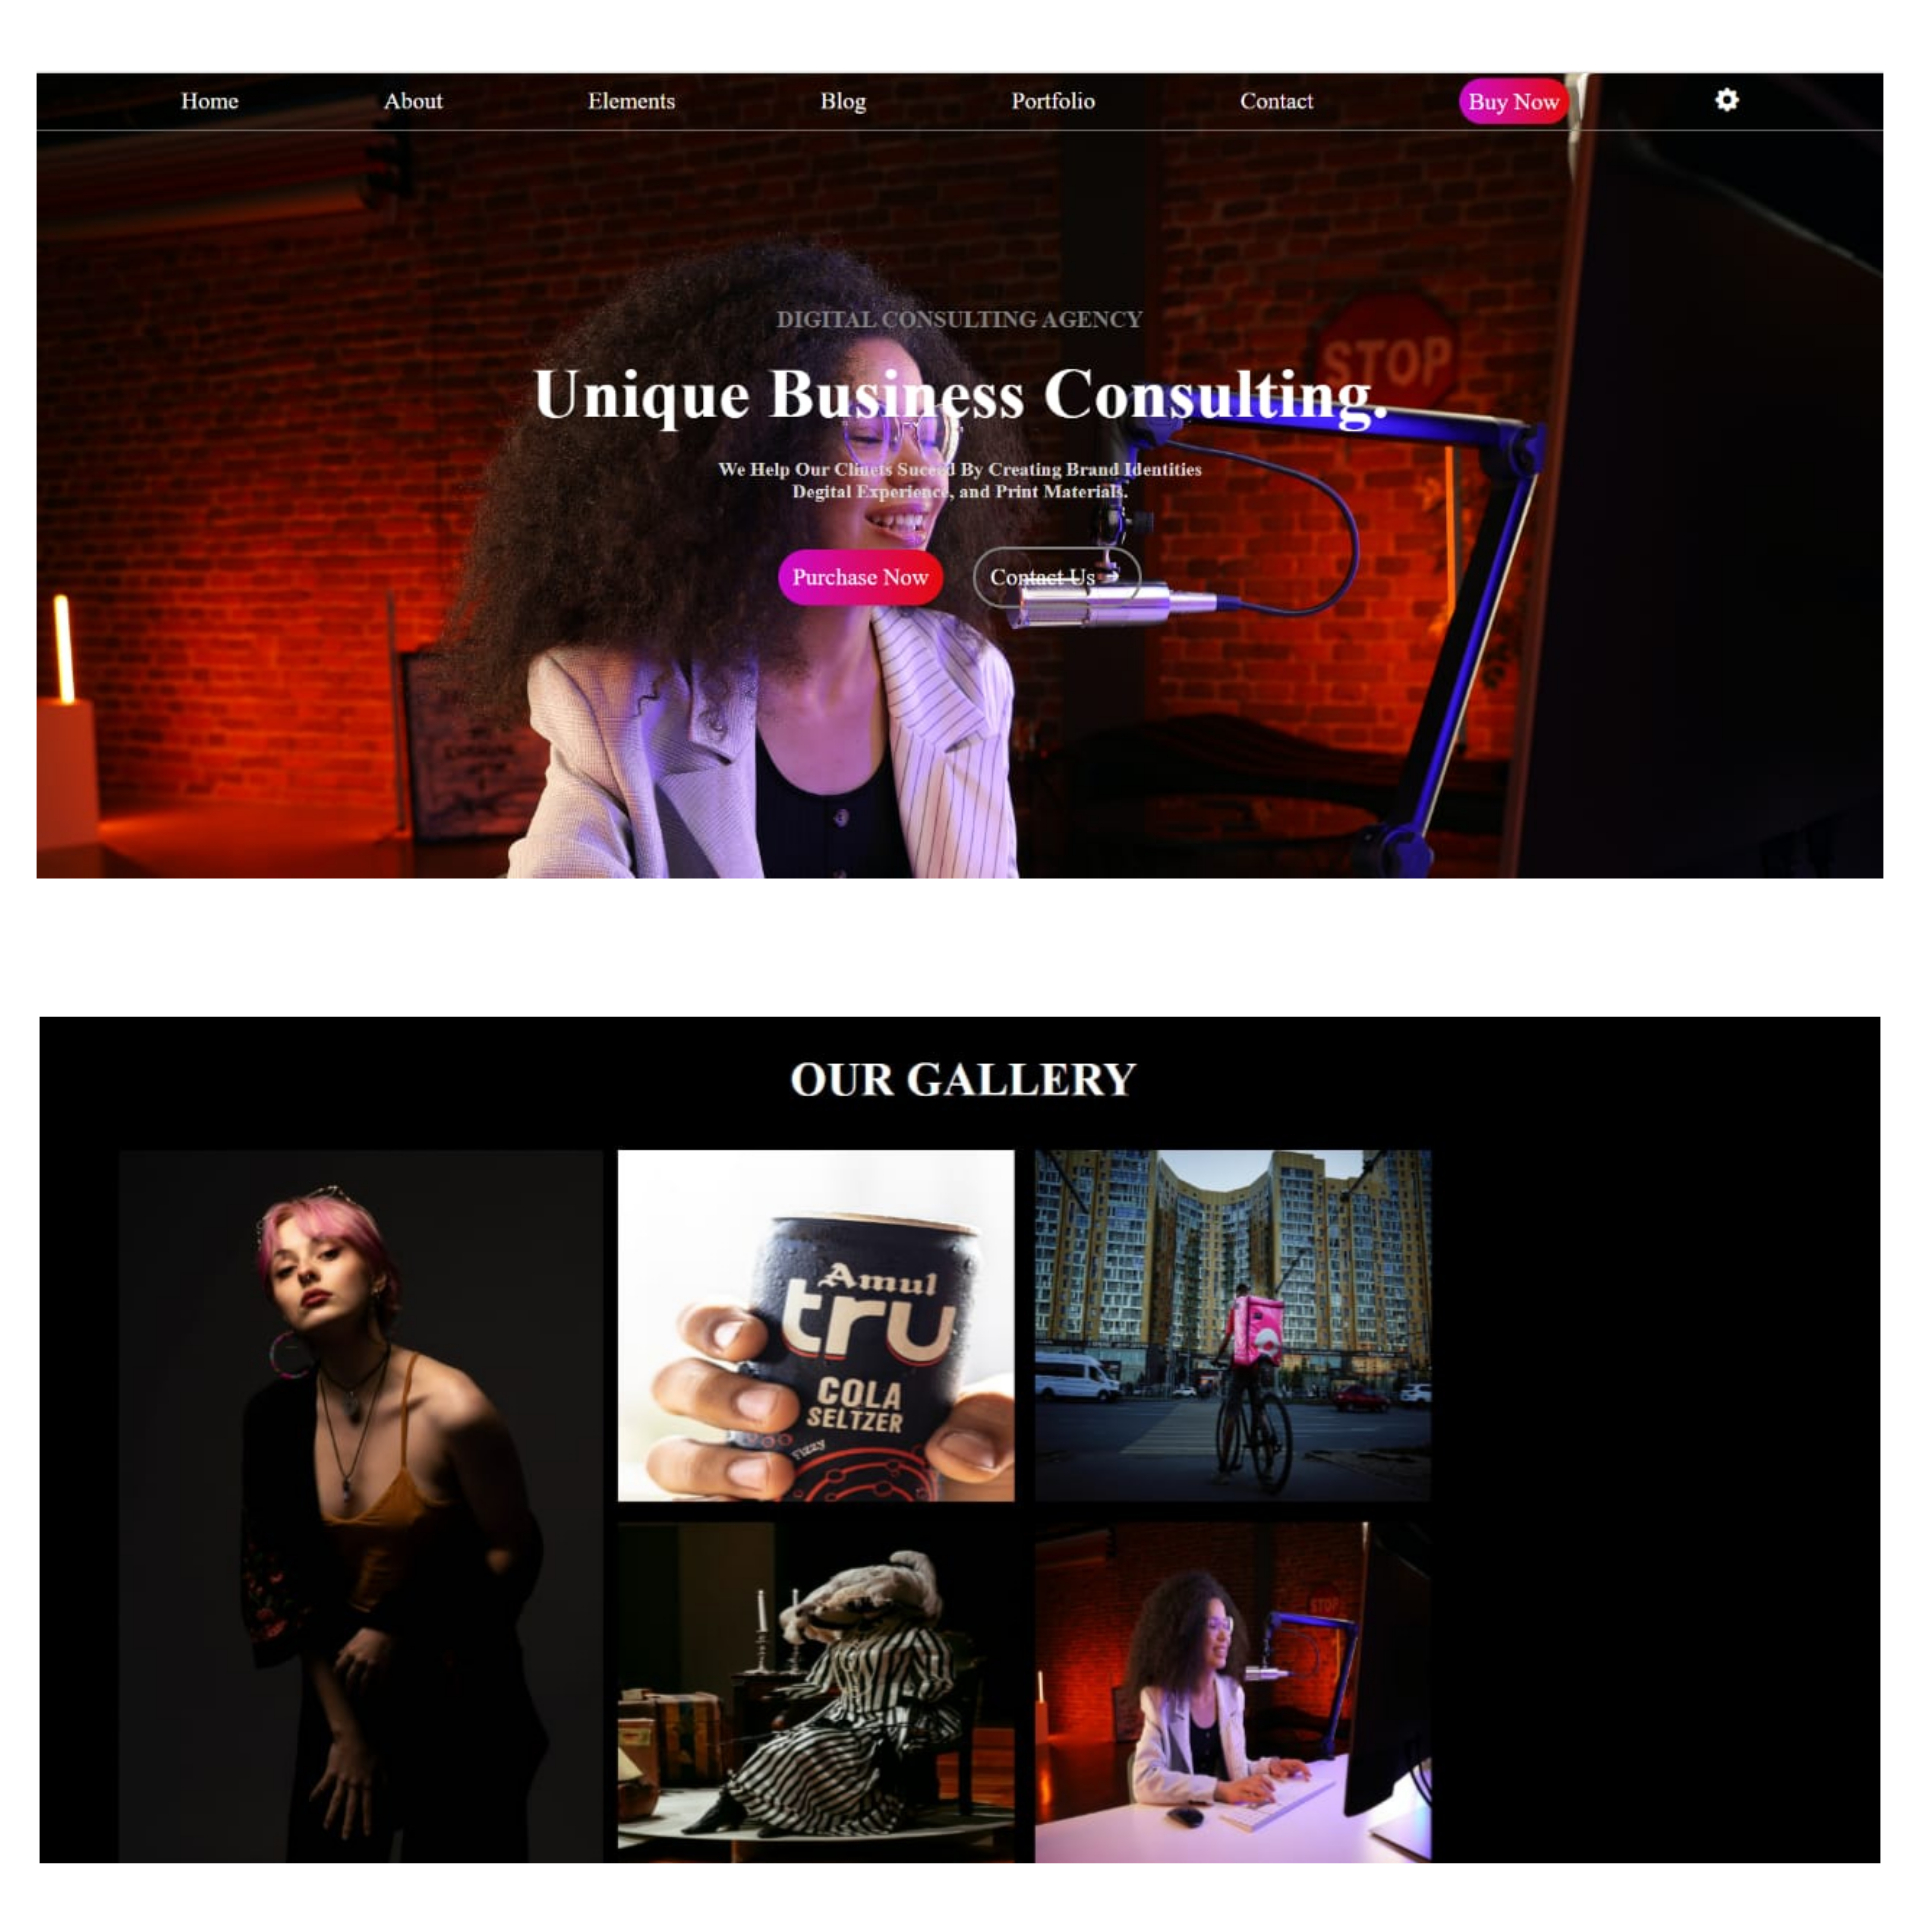 Home About Elements Blog Portfolio Contact Buy Now
DIGITAL CONSULTING AGENCY
STOP
Unique Business Consulting.
We Help Our Clinets Suceed By Creating Brand Identities
Degital Experience, and Print Materials.
Purchase Now Contact Us
OUR GALLERY
Amul
tru
COLA
SELTZER
Fizzy
STOP